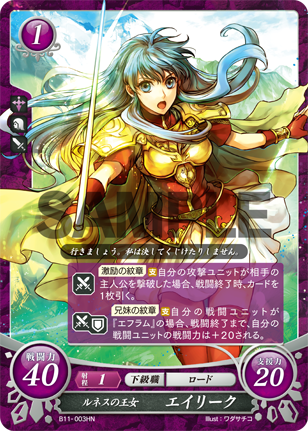 1
SAMPLE
行きましょう。私は決してくじけたりしません。
激励の紋章 支 自分の攻撃ユニットが相手の
主人公を撃破した場合、戦闘終了時、カードを
1枚引く。
兄妹の紋章 支 自分の戦闘ユニットが
『エフラム』の場合、戦闘終了まで、自分の
戦闘ユニットの戦闘力は+20される。
戦闘力
40
射程 1 下級職 ロード
支援力
20
ルネスの王女 エイリーク
B11-003HN
Illust:ワダサチコ